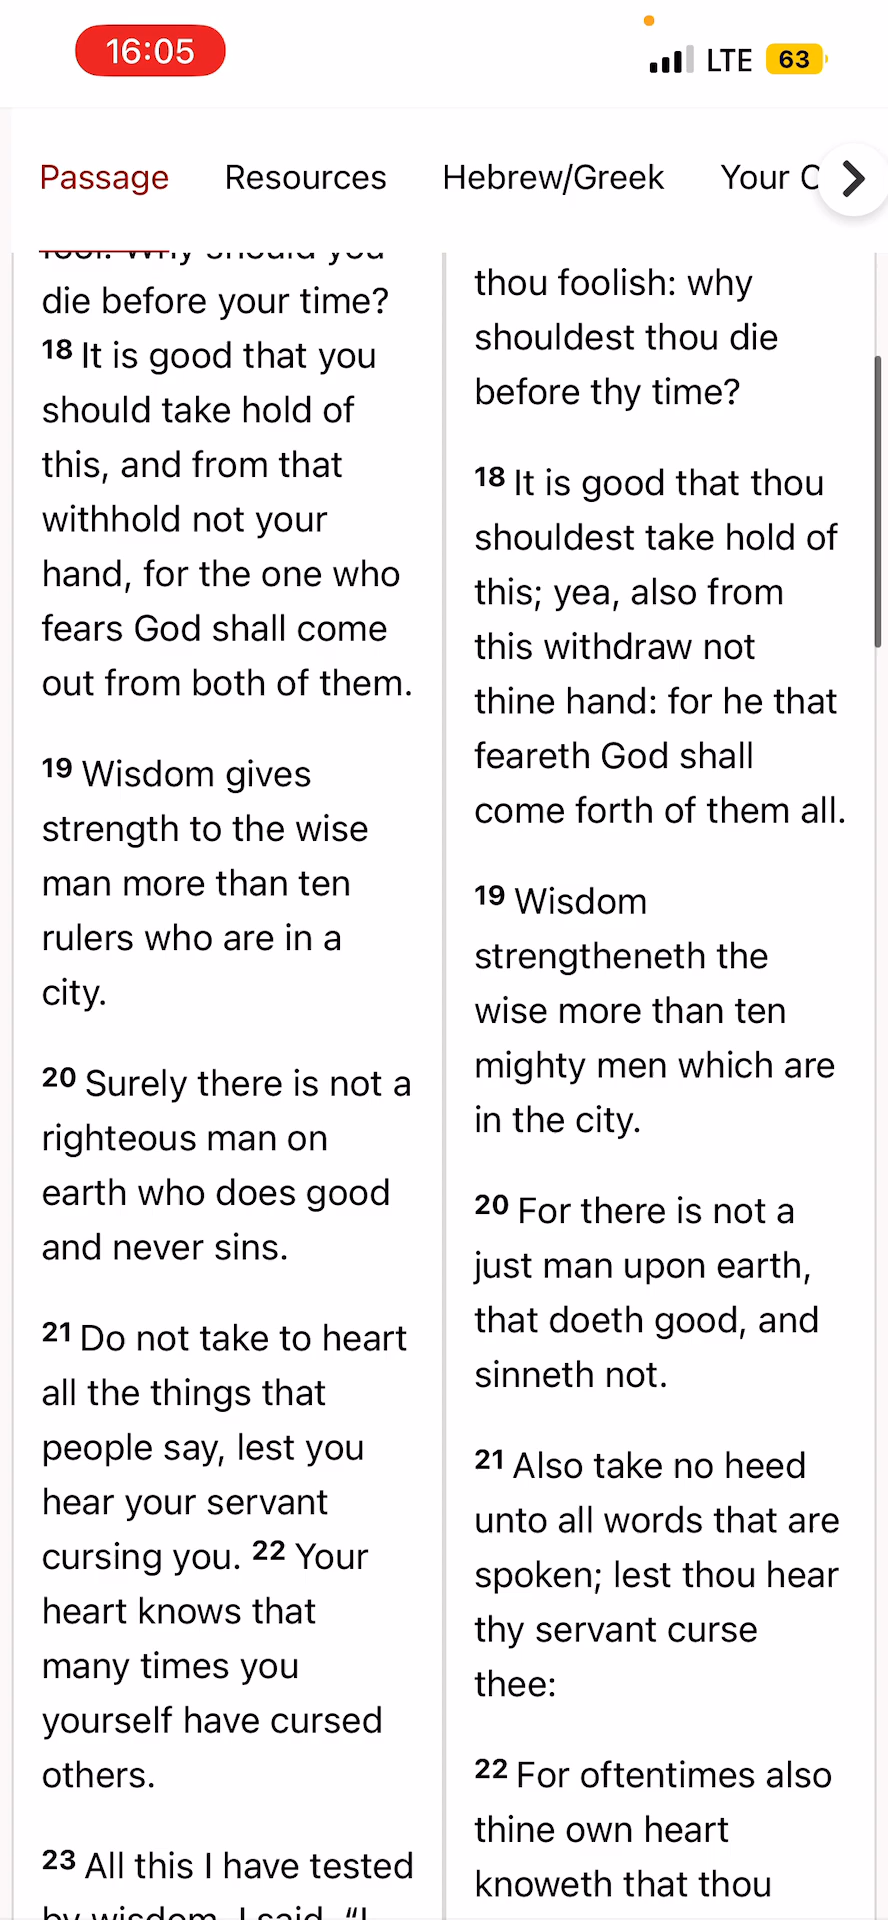 16:05
LTE 63
Passage Resources Hebrew/Greek Your
die before your time?
18 It is good that you
should take hold of
this, and from that
withhold not your
hand, for the one who
fears God shall come
out from both of them.
19 Wisdom gives
strength to the wise
man more than ten
rulers who are in a
city.
20 Surely there is not a
righteous man on
earth who does good
and never sins.
21 Do not take to heart
all the things that
people say, lest you
hear your servant
cursing you. 22 Your
heart knows that
many times you
yourself have cursed
others.
23 All this I have tested
by wisdom. I said, “I
thou foolish: why
shouldest thou die
before thy time?
18 It is good that thou
shouldest take hold of
this; yea, also from
this withdraw not
thine hand: for he that
feareth God shall
come forth of them all.
19 Wisdom
strengtheneth the
wise more than ten
mighty men which are
in the city.
20 For there is not a
just man upon earth,
that doeth good, and
sinneth not.
21 Also take no heed
unto all words that are
spoken; lest thou hear
thy servant curse
thee:
22 For oftentimes also
thine own heart
knoweth that thou